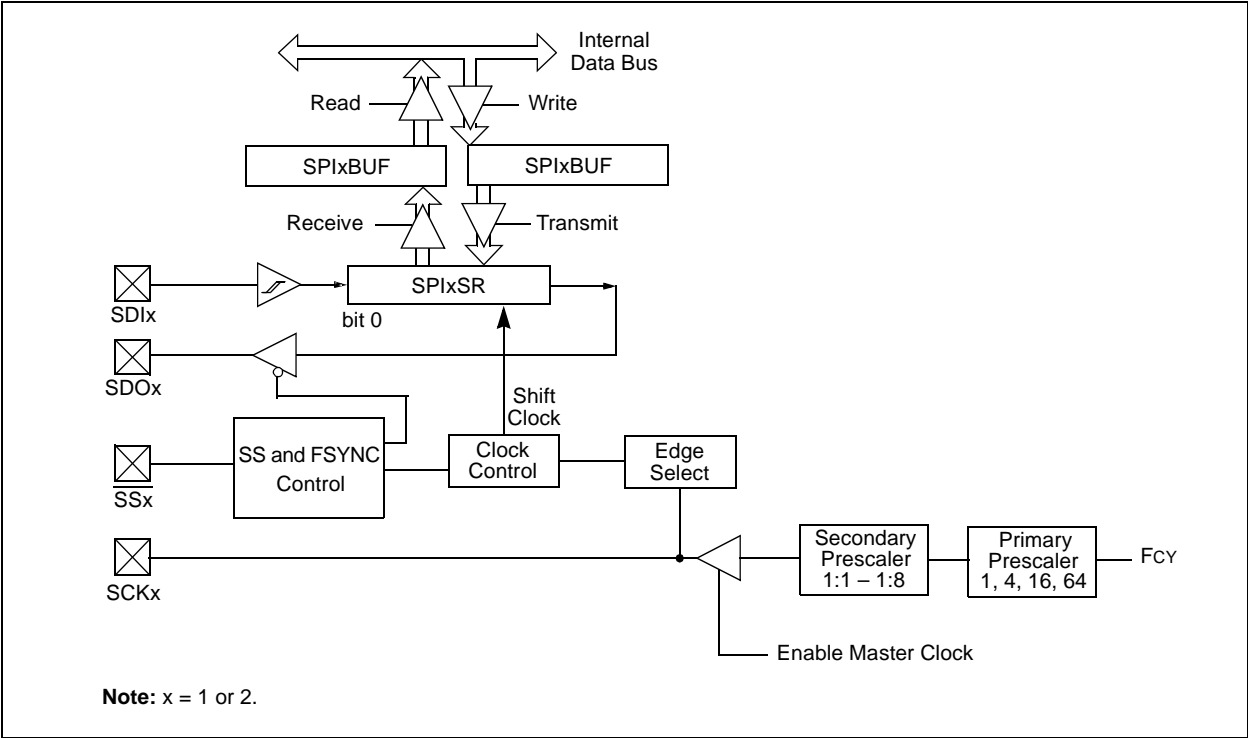 Internal
Data Bus
Read
Write
SPIxBUF
SPIxBUF
Receive
Transmit
SDIx
SPIxSR
bit 0
SDOx
Shift
Clock
SS and FSYNC
Control
Clock
Control
Edge
Select
SSx
Secondary
Prescaler
1:1 – 1:8
Primary
Prescaler
1, 4, 16, 64
FCY
SCKx
Enable Master Clock
Note: x = 1 or 2.